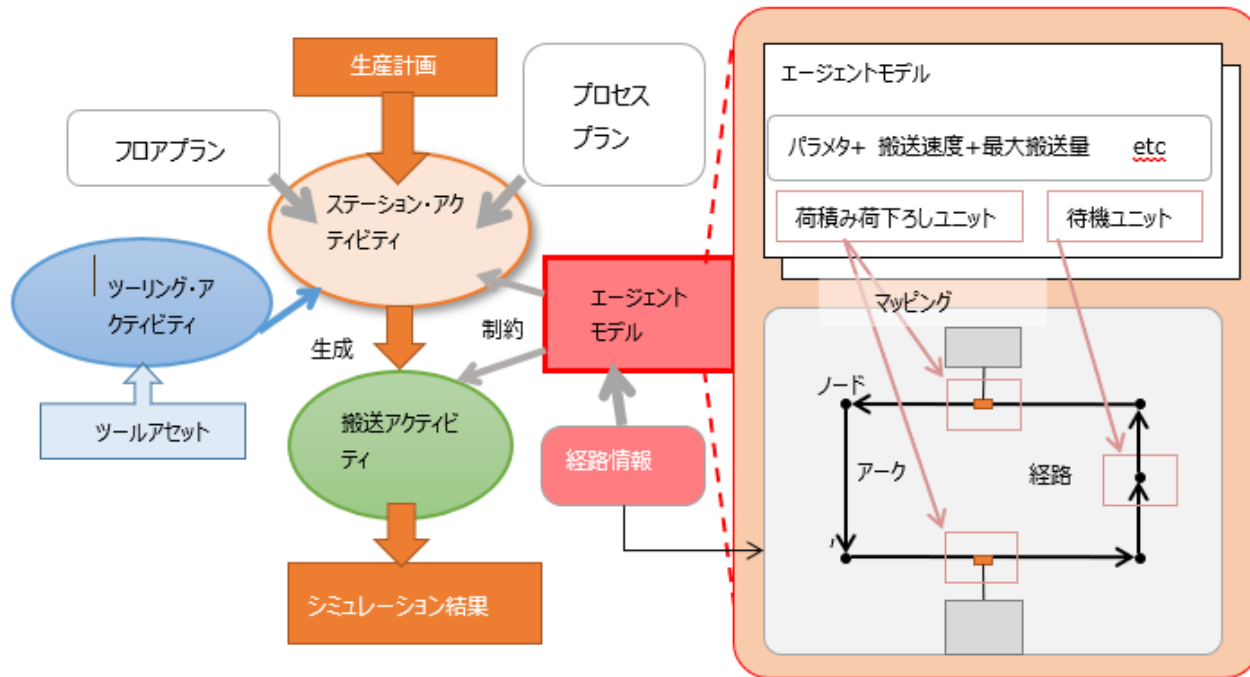 生産計画
プロセス
プラン
フロアプラン
ステーション・アク
ティビティ
ツーリング・ア
クティビティ
エージェント
モデル
制約
生成
ツールアセット
搬送アクティビ
ティ
経路情報
シミュレーション結果
エージェントモデル
パラメタ+ 搬送速度+最大搬送量 etc
荷積み荷下ろしユニット
待機ユニット
マッピング
ノード
アーク
経路